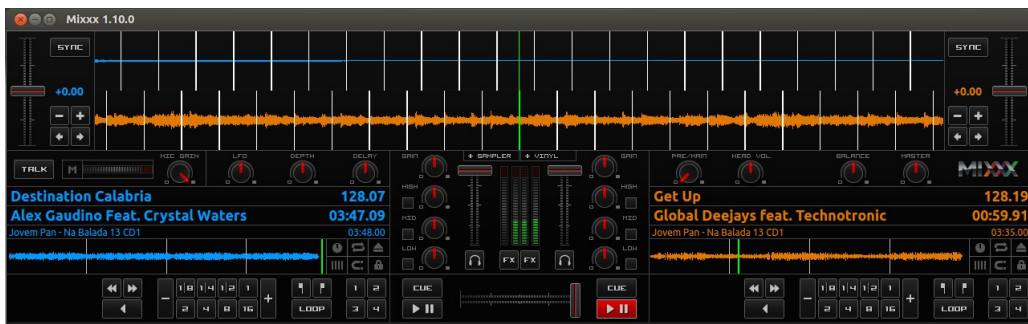 Mixxx 1.10.0
SYNC
SYNC
+0.00
+0.00
TALK
M
MIC GAIN
LFO
DEPTH
DELAY
GAIN
+ SAMPLER
+ VINYL
GAIN
PRE/MAIN
HEAD VOL.
BALANCE
MASTER
MIXXX
Destination Calabria 128.07
Alex Gaudino Feat. Crystal Waters 03:47.09
Jovem Pan - Na Balada 13 CD1 03:48.00
HIGH
MID
LOW
FX FX
HIGH
MID
LOW
Get Up 128.19
Global Deejays feat. Technotronic 00:59.91
Jovem Pan - Na Balada 13 CD1 03:35.00
- 1/8 1/4 1/2 1 +
2 4 8 16
LOOP
1 2
3 4
CUE
CUE
- 1/8 1/4 1/2 1 +
2 4 8 16
LOOP
1 2
3 4